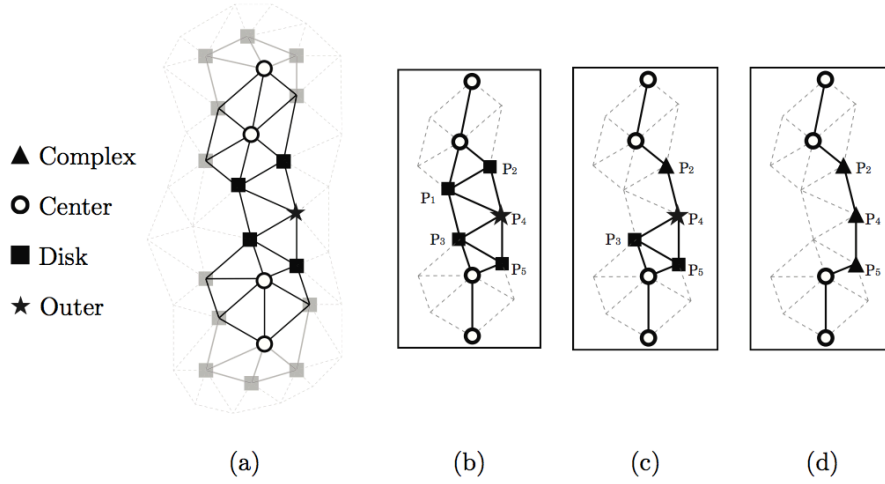 Complex
Center
Disk
Outer
P₂
P₁
P₄
P₃
P₅
P₂
P₄
P₃
P₅
P₂
P₄
P₅
(a)
(b)
(c)
(d)